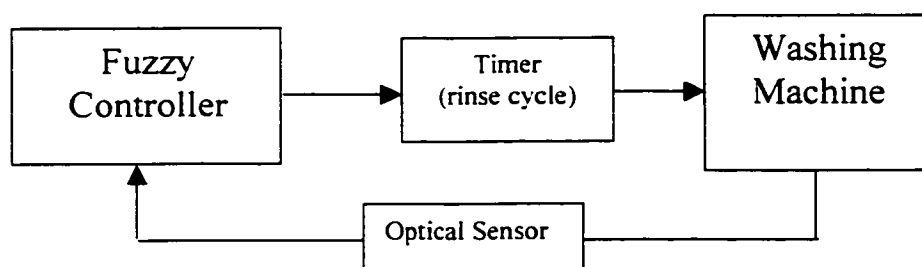 Fuzzy
Controller
Timer
(rinse cycle)
Washing
Machine
Optical Sensor